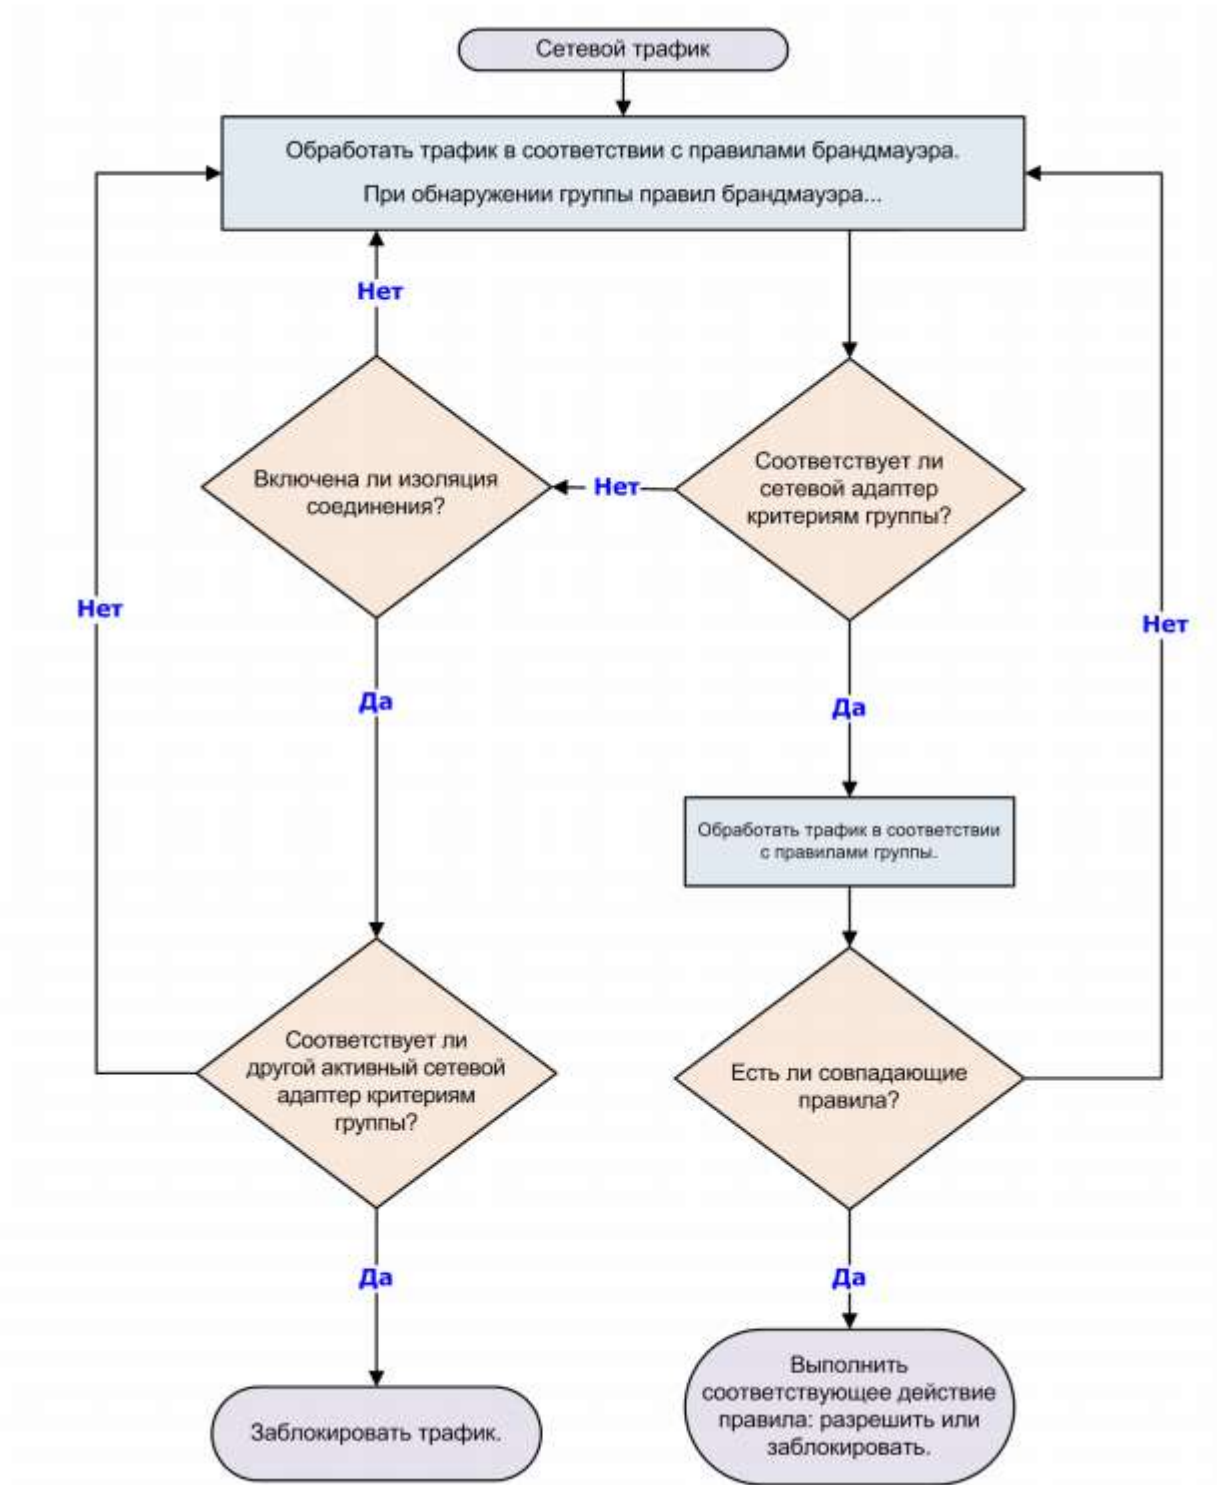 Сетевой трафик
Обработать трафик в соответствии с правилами брандмауэра.
При обнаружении группы правил брандмауэра...
Нет
Включена ли изоляция
соединения?
Нет
Соответствует ли
сетевой адаптер
критериям группы?
Нет
Нет
Да
Да
Обработать трафик в соответствии
с правилами группы.
Соответствует ли
другой активный сетевой
адаптер критериям
группы?
Есть ли совпадающие
правила?
Да
Да
Заблокировать трафик.
Выполнить
соответствующее действие
правила: разрешить или
заблокировать.